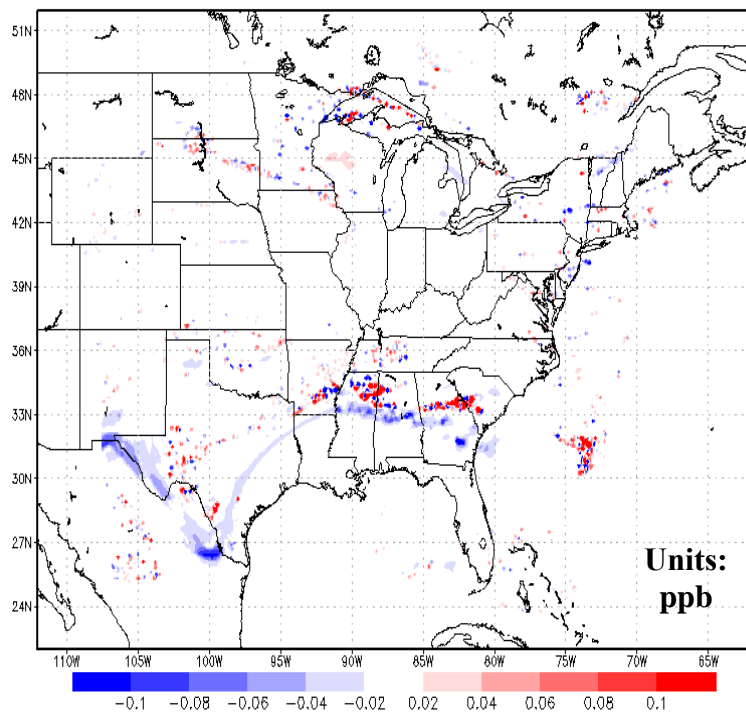 51N
48N
45N
42N
39N
36N
33N
30N
27N
24N
Units:
ppb
110W 105W 100W 95W 90W 85W 80W 75W 70W 65W
-0.1 -0.08 -0.06 -0.04 -0.02 0.02 0.04 0.06 0.08 0.1